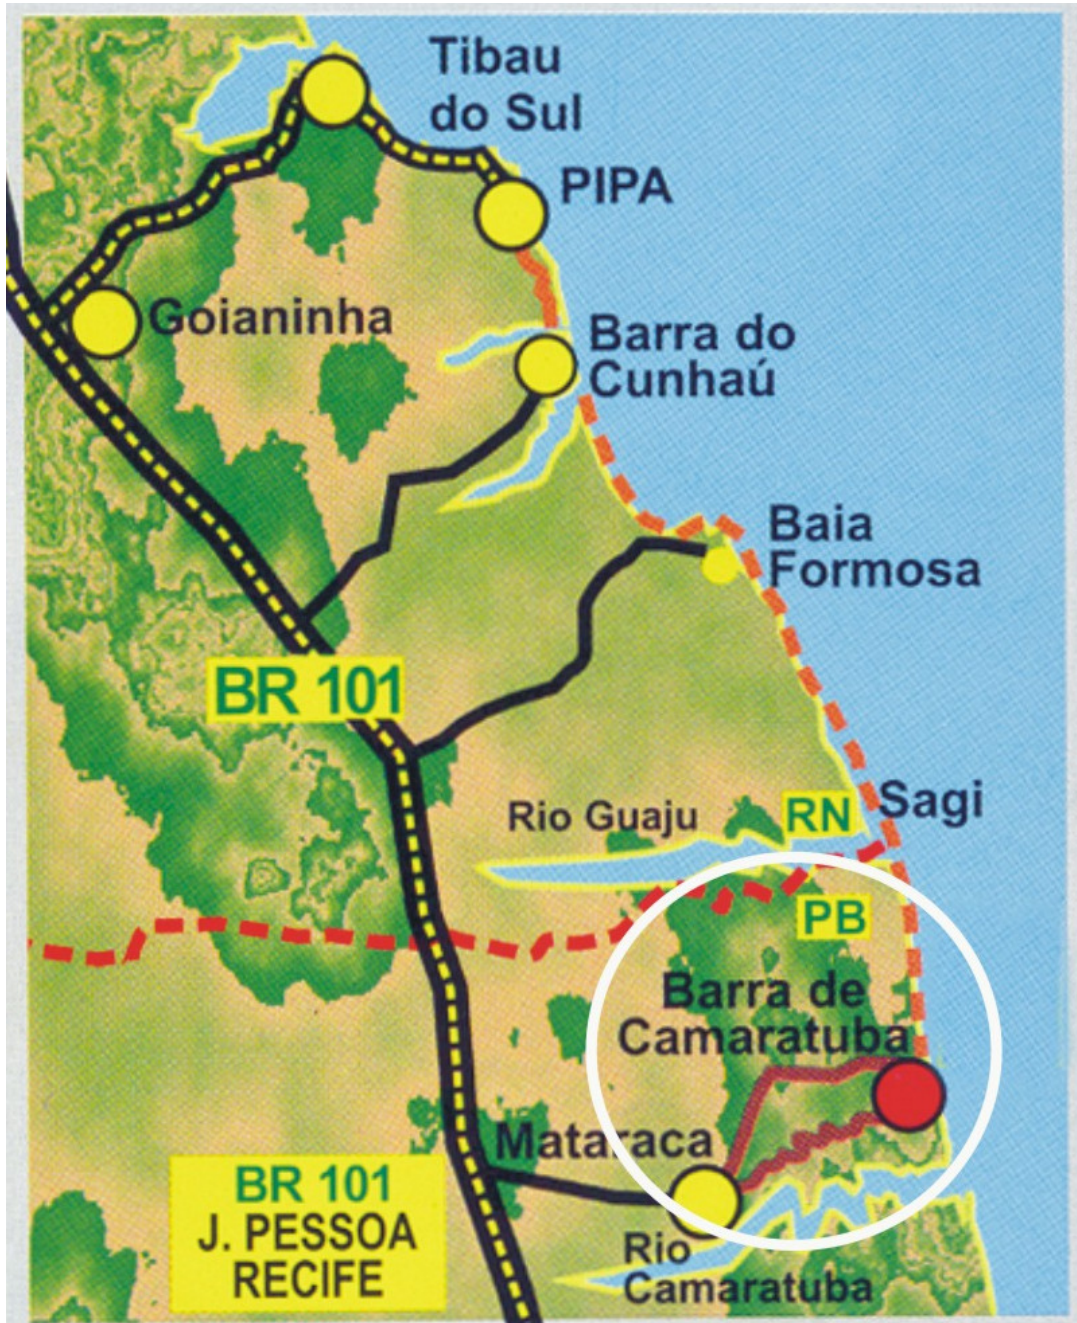 Tibau
do Sul
PIPA
Goianinha
Barra do
Cunhaú
Baia
Formosa
BR 101
Sagi
Rio Guaju
RN
PB
Barra de
Camaratuba
Mataraca
BR 101
J. PESSOA
RECIFE
Rio
Camaratuba